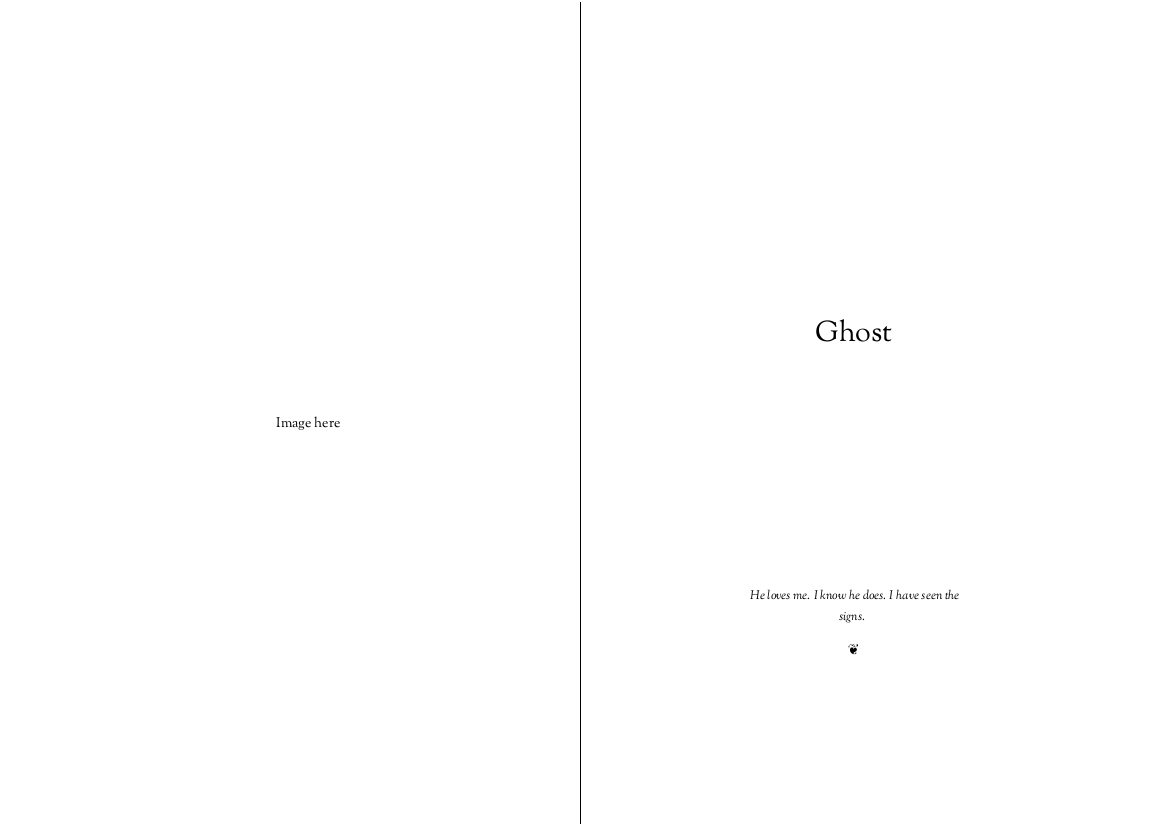 Image here
Ghost
He loves me. I know he does. I have seen the
signs.
❦